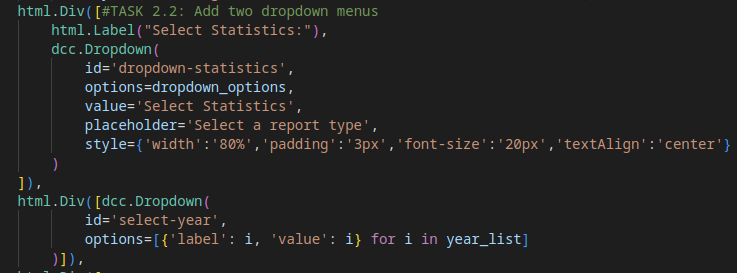 html.Div([#TASK 2.2: Add two dropdown menus
html.Label("Select Statistics:"),
dcc.Dropdown(
id='dropdown-statistics',
options=dropdown_options,
value='Select Statistics',
placeholder='Select a report type',
style={'width':'80%','padding':'3px','font-size':'20px','textAlign':'center'}
)
]),
html.Div([dcc.Dropdown(
id='select-year',
options=[{'label': i, 'value': i} for i in year_list]
)]),